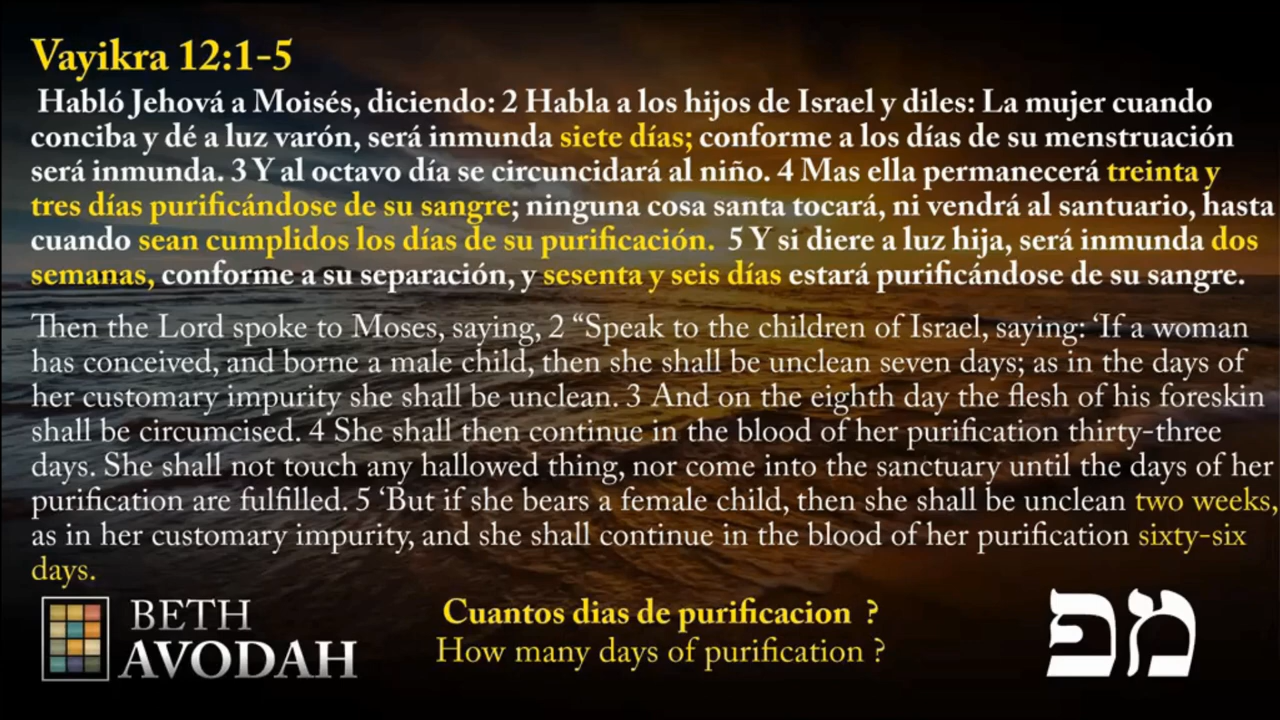 Vayikra 12:1-5
Habló Jehová a Moisés, diciendo: 2 Habla a los hijos de Israel y diles: La mujer cuando
conciba y dé a luz varón, será inmunda siete días; conforme a los días de su menstruación
será inmunda. 3 Y al octavo día se circuncidará al niño. 4 Mas ella permanecerá treinta y
tres días purificándose de su sangre; ninguna cosa santa tocará, ni vendrá al santuario, hasta
cuando sean cumplidos los días de su purificación. 5 Y si diere a luz hija, será inmunda dos
semanas, conforme a su separación, y sesenta y seis días estará purificándose de su sangre.
Then the Lord spoke to Moses, saying, 2 “Speak to the children of Israel, saying: ‘If a woman
has conceived, and borne a male child, then she shall be unclean seven days; as in the days of
her customary impurity she shall be unclean. 3 And on the eighth day the flesh of his foreskin
shall be circumcised. 4 She shall then continue in the blood of her purification thirty-three
days. She shall not touch any hallowed thing, nor come into the sanctuary until the days of her
purification are fulfilled. 5 ‘But if she bears a female child, then she shall be unclean two weeks,
as in her customary impurity, and she shall continue in the blood of her purification sixty-six
days.
BETH
AVODAH
Cuantos dias de purificacion ?
How many days of purification ?
מפ